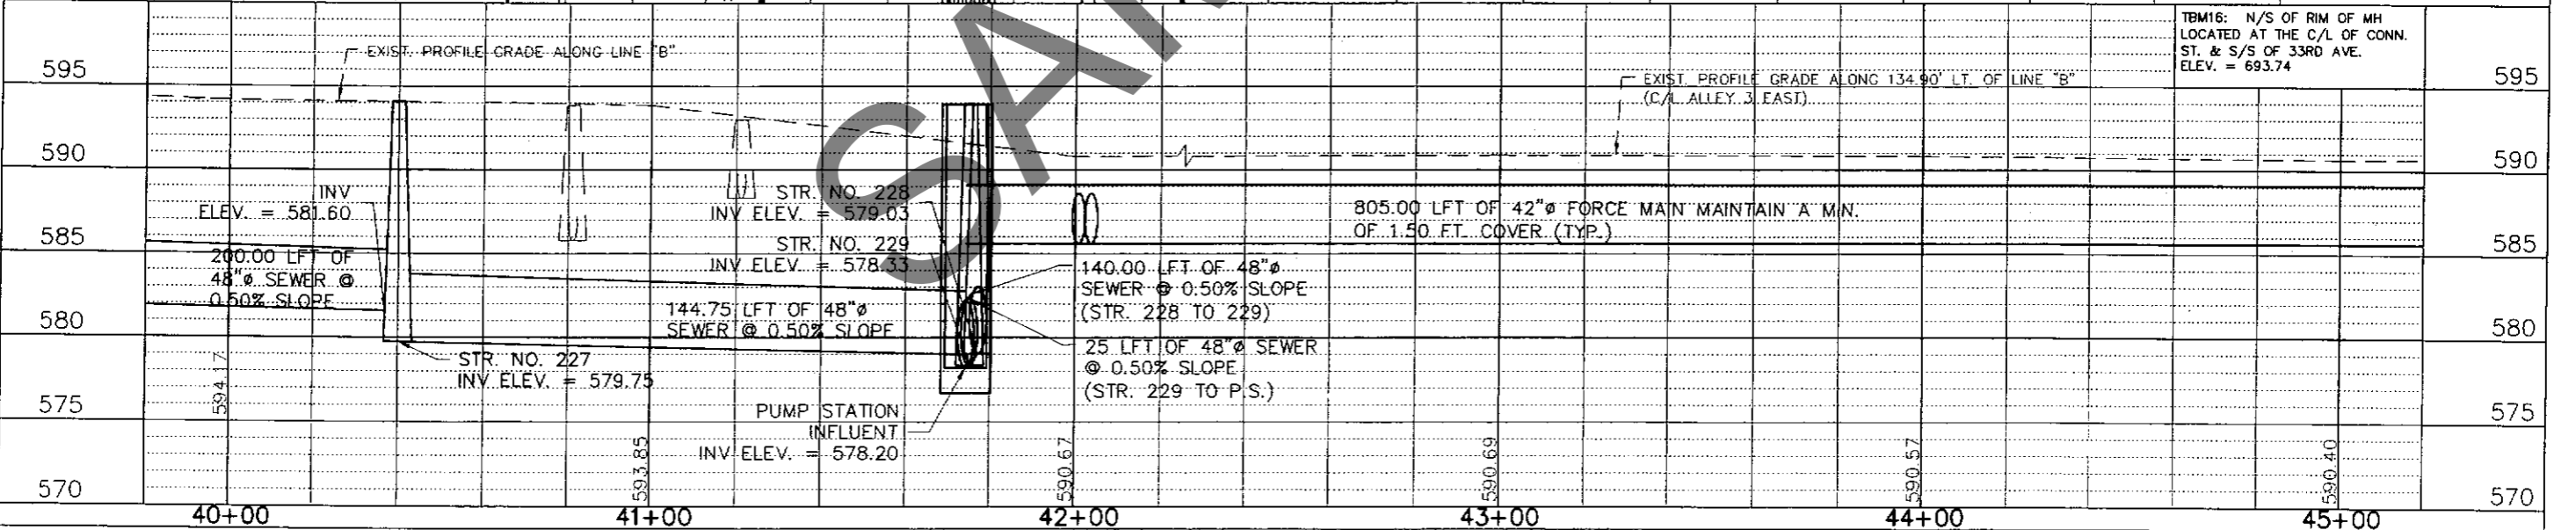 TBM16: N/S OF RIM OF MH
LOCATED AT THE C/L OF CONN.
ST. & S/S OF 33RD AVE.
ELEV. = 693.74
EXIST. PROFILE GRADE ALONG LINE "B"
595
EXIST. PROFILE GRADE ALONG 134.90' LT. OF LINE "B"
(C/L ALLEY 3 EAST)
595
590
590
INV
ELEV. = 581.60
STR. NO. 228
INV ELEV. = 579.03
805.00 LFT OF 42"ø FORCE MAIN MAINTAIN A MIN.
OF 1.50 FT. COVER (TYP.)
585
585
STR. NO. 229
INV ELEV. = 578.33
200.00 LFT OF
48"ø SEWER @
0.50% SLOPE
140.00 LFT OF 48"ø
SEWER @ 0.50% SLOPE
(STR. 228 TO 229)
144.75 LFT OF 48"ø
SEWER @ 0.50% SLOPE
580
580
25 LFT OF 48"ø SEWER
@ 0.50% SLOPE
(STR. 229 TO P.S.)
STR. NO. 227
INV ELEV. = 579.75
575
575
PUMP STATION
INFLUENT
INV ELEV. = 578.20
594.17
593.85
590.67
590.69
590.57
590.40
570
570
40+00
41+00
42+00
43+00
44+00
45+00